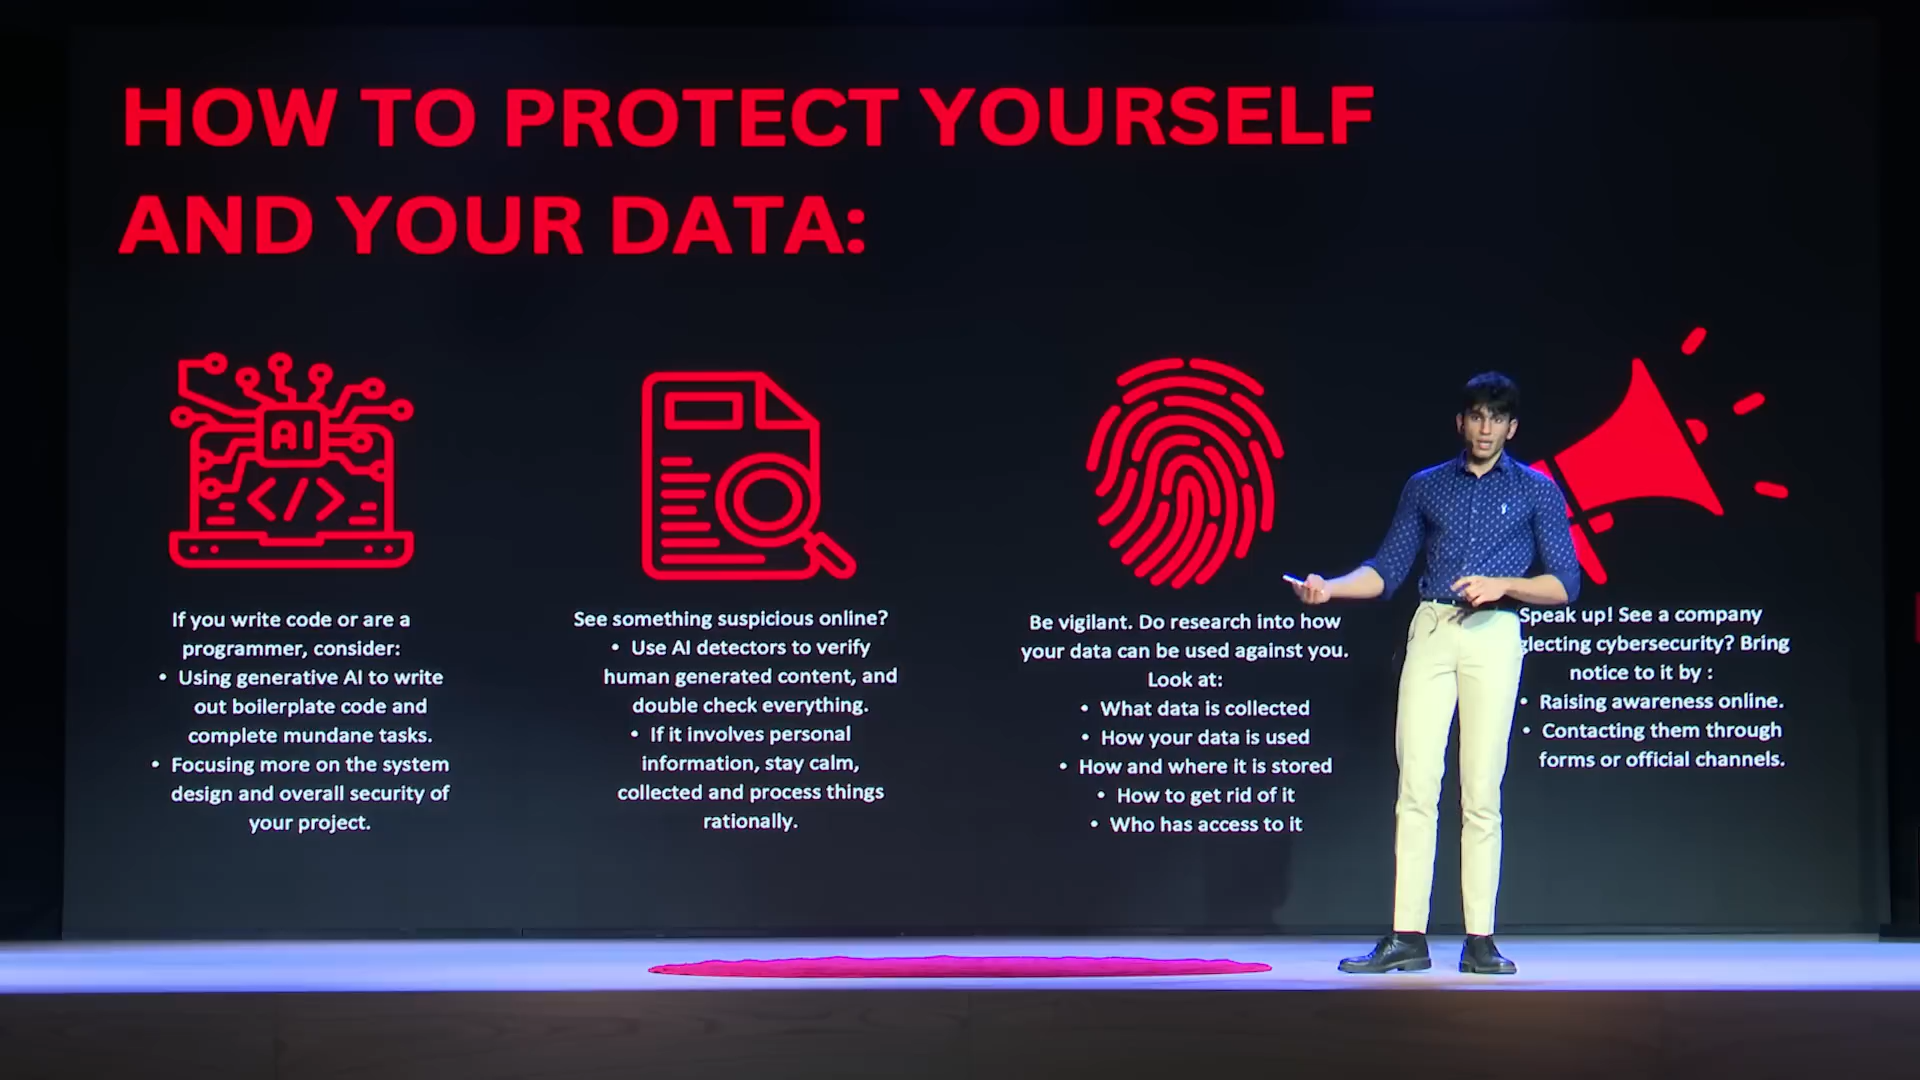 HOW TO PROTECT YOURSELF
AND YOUR DATA:
AI
</>
If you write code or are a
programmer, consider:
• Using generative AI to write
out boilerplate code and
complete mundane tasks.
• Focusing more on the system
design and overall security of
your project.
See something suspicious online?
• Use AI detectors to verify
human generated content, and
double check everything.
• If it involves personal
information, stay calm,
collected and process things
rationally.
Be vigilant. Do research into how
your data can be used against you.
Look at:
• What data is collected
• How your data is used
• How and where it is stored
• How to get rid of it
• Who has access to it
Speak up! See a company
glecting cybersecurity? Bring
notice to it by :
• Raising awareness online.
• Contacting them through
forms or official channels.